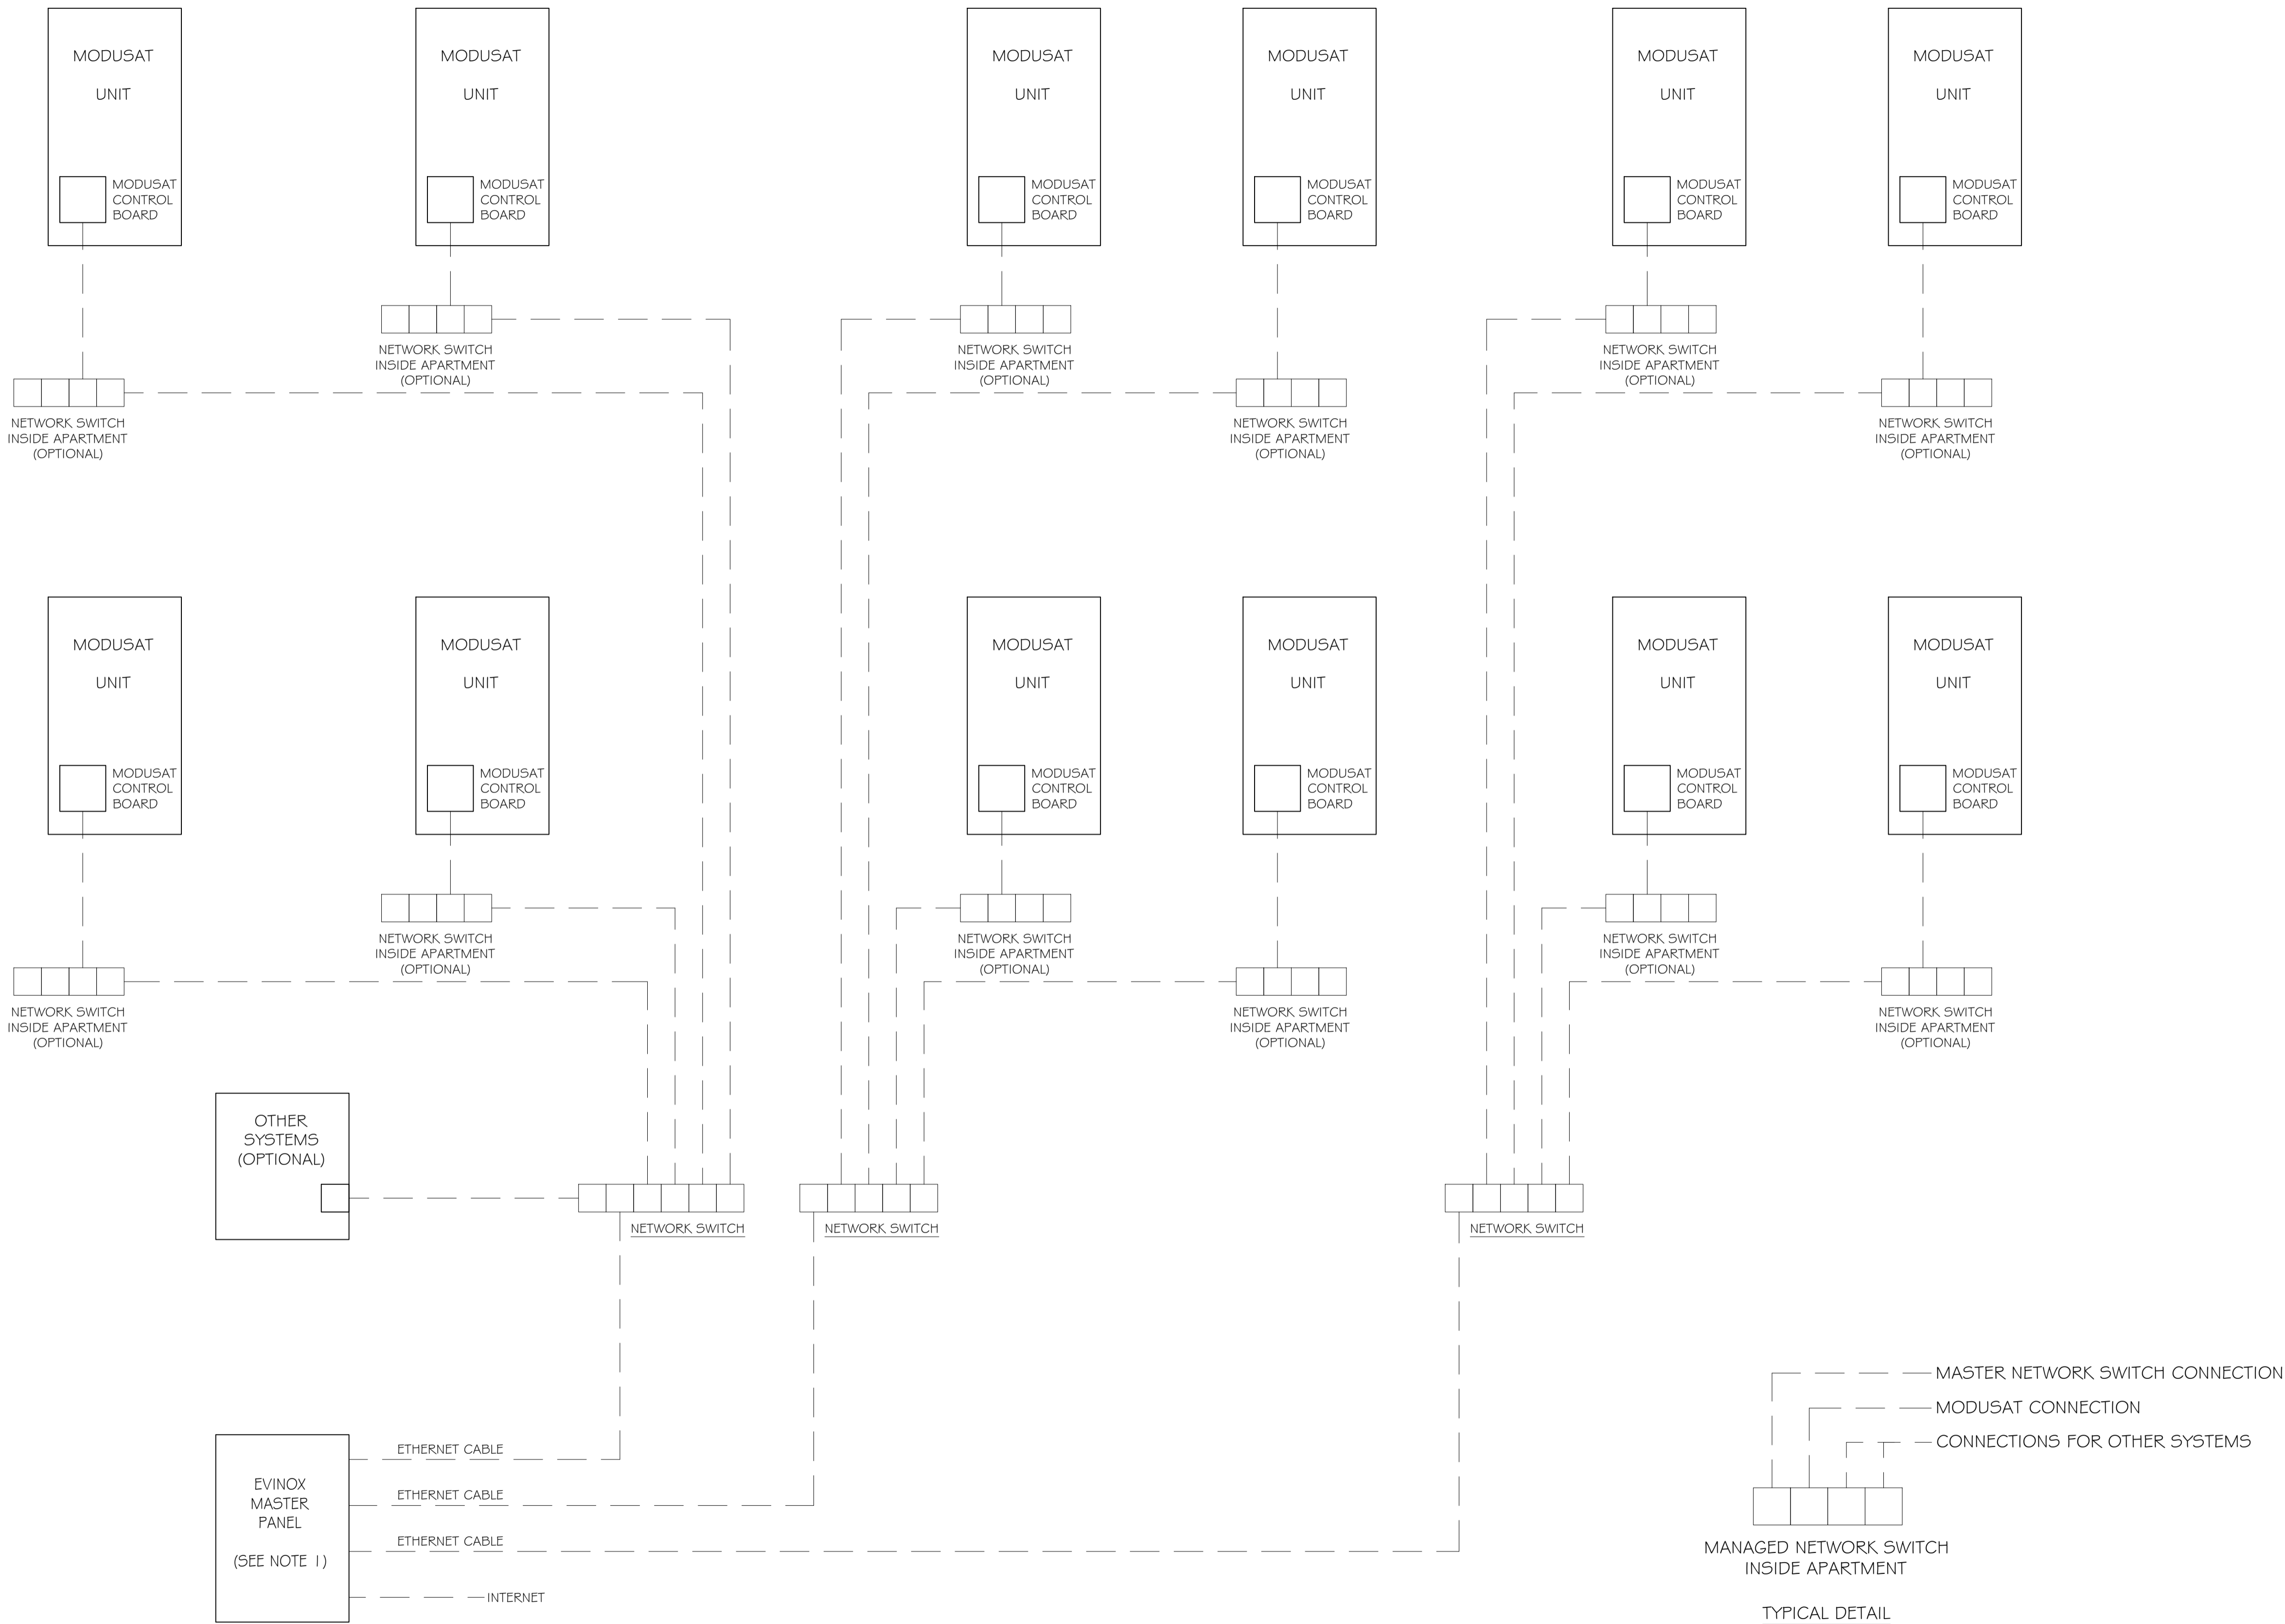 MODUSAT
UNIT
MODUSAT
CONTROL
BOARD
MODUSAT
UNIT
MODUSAT
CONTROL
BOARD
MODUSAT
UNIT
MODUSAT
CONTROL
BOARD
MODUSAT
UNIT
MODUSAT
CONTROL
BOARD
MODUSAT
UNIT
MODUSAT
CONTROL
BOARD
MODUSAT
UNIT
MODUSAT
CONTROL
BOARD
NETWORK SWITCH
INSIDE APARTMENT
(OPTIONAL)
NETWORK SWITCH
INSIDE APARTMENT
(OPTIONAL)
NETWORK SWITCH
INSIDE APARTMENT
(OPTIONAL)
NETWORK SWITCH
INSIDE APARTMENT
(OPTIONAL)
NETWORK SWITCH
INSIDE APARTMENT
(OPTIONAL)
NETWORK SWITCH
INSIDE APARTMENT
(OPTIONAL)
MODUSAT
UNIT
MODUSAT
CONTROL
BOARD
MODUSAT
UNIT
MODUSAT
CONTROL
BOARD
MODUSAT
UNIT
MODUSAT
CONTROL
BOARD
MODUSAT
UNIT
MODUSAT
CONTROL
BOARD
MODUSAT
UNIT
MODUSAT
CONTROL
BOARD
MODUSAT
UNIT
MODUSAT
CONTROL
BOARD
NETWORK SWITCH
INSIDE APARTMENT
(OPTIONAL)
NETWORK SWITCH
INSIDE APARTMENT
(OPTIONAL)
NETWORK SWITCH
INSIDE APARTMENT
(OPTIONAL)
NETWORK SWITCH
INSIDE APARTMENT
(OPTIONAL)
NETWORK SWITCH
INSIDE APARTMENT
(OPTIONAL)
NETWORK SWITCH
INSIDE APARTMENT
(OPTIONAL)
OTHER
SYSTEMS
(OPTIONAL)
NETWORK SWITCH
NETWORK SWITCH
NETWORK SWITCH
EVINOX
MASTER
PANEL
(SEE NOTE 1)
ETHERNET CABLE
ETHERNET CABLE
ETHERNET CABLE
INTERNET
MASTER NETWORK SWITCH CONNECTION
MODUSAT CONNECTION
CONNECTIONS FOR OTHER SYSTEMS
MANAGED NETWORK SWITCH
INSIDE APARTMENT
TYPICAL DETAIL